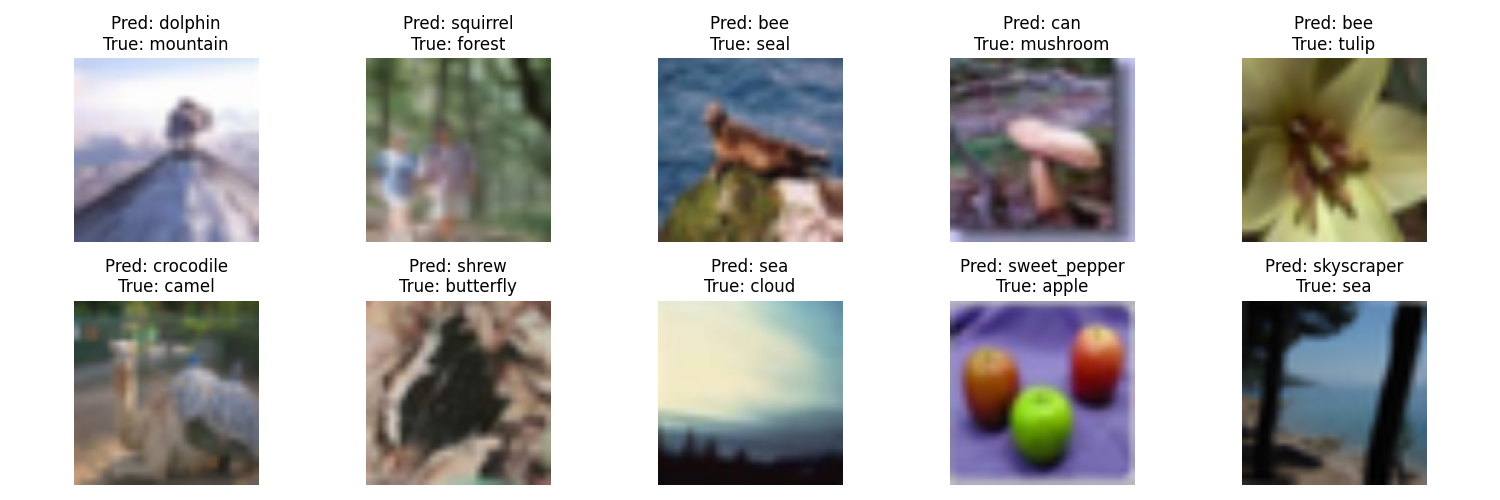 Pred: dolphin
True: mountain
Pred: squirrel
True: forest
Pred: bee
True: seal
Pred: can
True: mushroom
Pred: bee
True: tulip
Pred: crocodile
True: camel
Pred: shrew
True: butterfly
Pred: sea
True: cloud
Pred: sweet_pepper
True: apple
Pred: skyscraper
True: sea